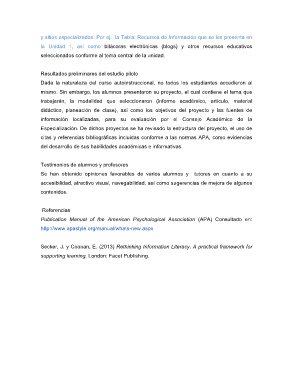 y sitios especializados. Por ej. la Tabla: Recursos de información que se les presenta en
la Unidad 1, así como bitácoras electrónicas (blogs) y otros recursos educativos
seleccionados conforme al tema central de la unidad.
Resultados preliminares del estudio piloto
Dada la naturaleza del curso autoinstruccional, no todos los estudiantes accedieron al
mismo. Sin embargo, los alumnos presentaron su proyecto, el cual contiene el tema que
trabajarán, la modalidad que seleccionaron (informe académico, artículo, material
didáctico, planeación de clase), así como los objetivos del proyecto y las fuentes de
información localizadas, para su evaluación por el Consejo Académico de la
Especialización. De dichos proyectos se ha revisado la estructura del proyecto, el uso de
citas y referencias bibliográficas incluidas conforme a las normas APA, como evidencias
del desarrollo de sus habilidades académicas e informativas.
Testimonios de alumnos y profesores
Se han obtenido opiniones favorables de varios alumnos y tutores en cuanto a su
accesibilidad, atractivo visual, navegabilidad, así como sugerencias de mejora de algunos
contenidos.
Referencias
Publication Manual of the American Psychological Association (APA) Consultado en:
http://www.apastyle.org/manual/whats-new.aspx
Secker, J. y Coonan, E. (2013) Rethinking Information Literacy. A practical framework for
supporting learning. London: Facet Publishing.